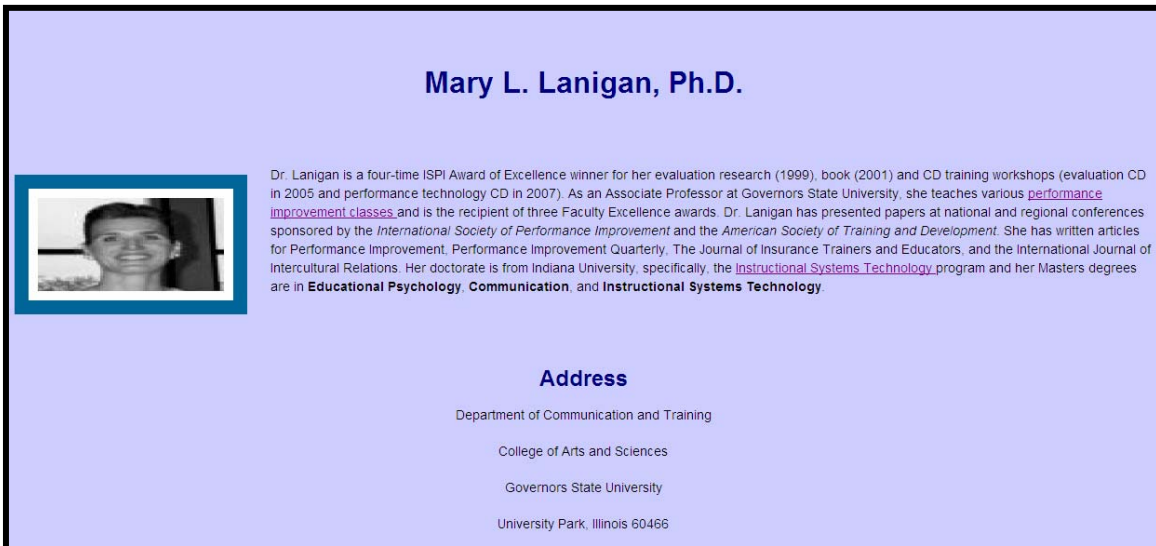 Mary L. Lanigan, Ph.D.
Dr. Lanigan is a four-time ISPI Award of Excellence winner for her evaluation research (1999), book (2001) and CD training workshops (evaluation CD
in 2005 and performance technology CD in 2007). As an Associate Professor at Governors State University, she teaches various performance
improvement classes and is the recipient of three Faculty Excellence awards. Dr. Lanigan has presented papers at national and regional conferences
sponsored by the International Society of Performance Improvement and the American Society of Training and Development. She has written articles
for Performance Improvement, Performance Improvement Quarterly, The Journal of Insurance Trainers and Educators, and the International Journal of
Intercultural Relations. Her doctorate is from Indiana University, specifically, the Instructional Systems Technology program and her Masters degrees
are in Educational Psychology, Communication, and Instructional Systems Technology.
Address
Department of Communication and Training
College of Arts and Sciences
Governors State University
University Park, Illinois 60466